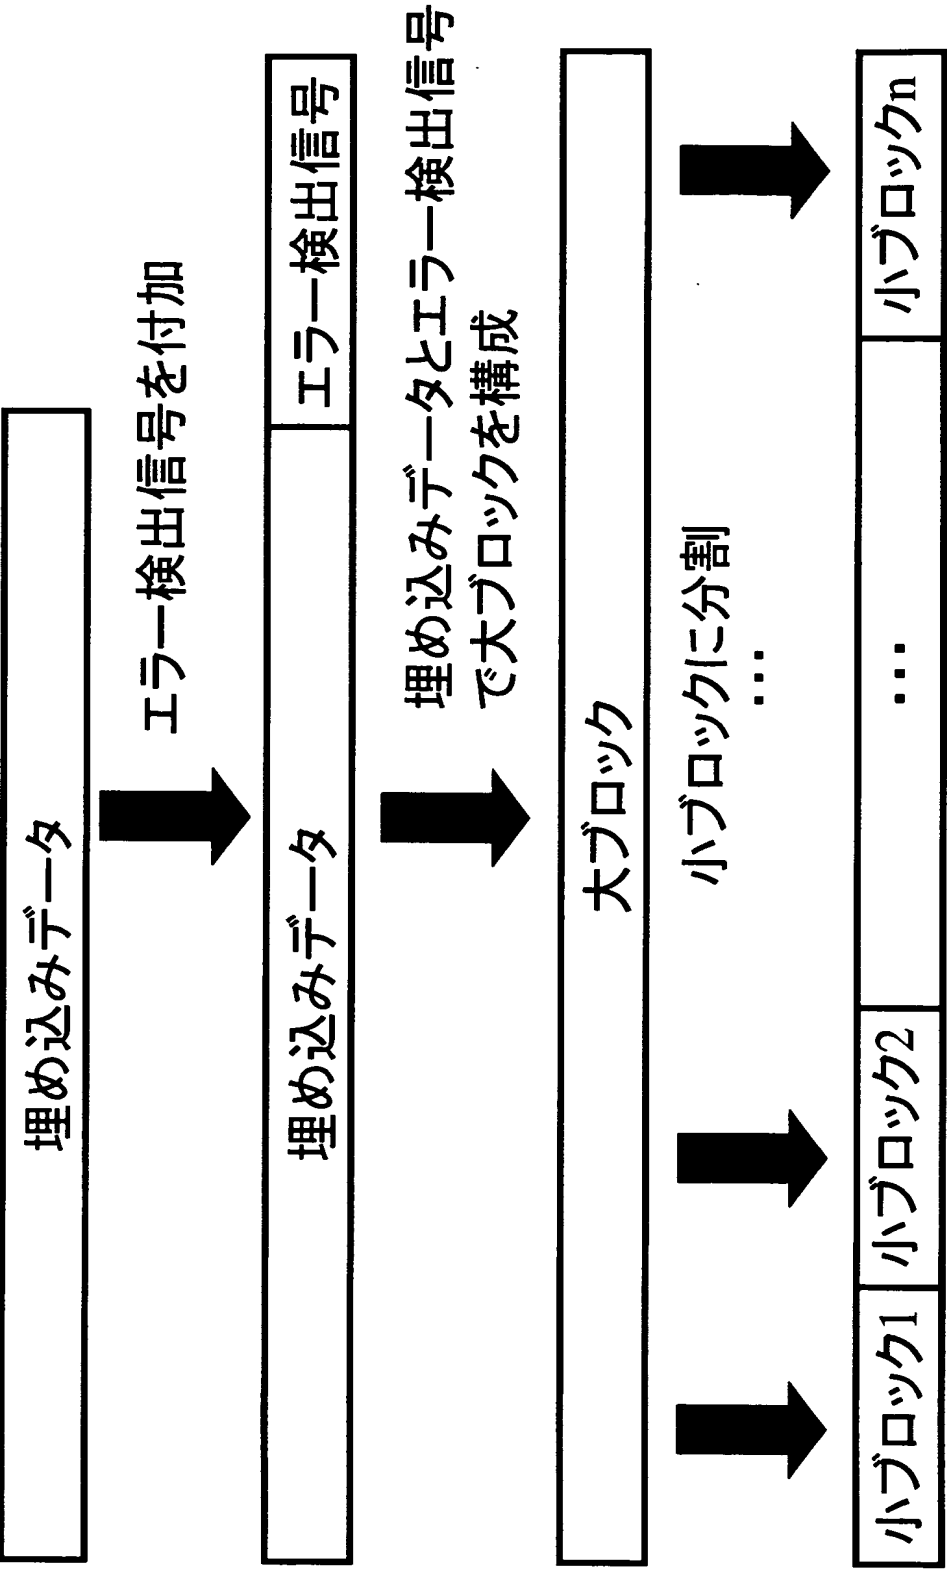 埋め込みデータ
エラー検出信号を付加
埋め込みデータ
エラー検出信号
埋め込みデータとエラー検出信号
で大ブロックを構成
大ブロック
小ブロックに分割
...
小ブロック1
小ブロック2
...
小ブロックn